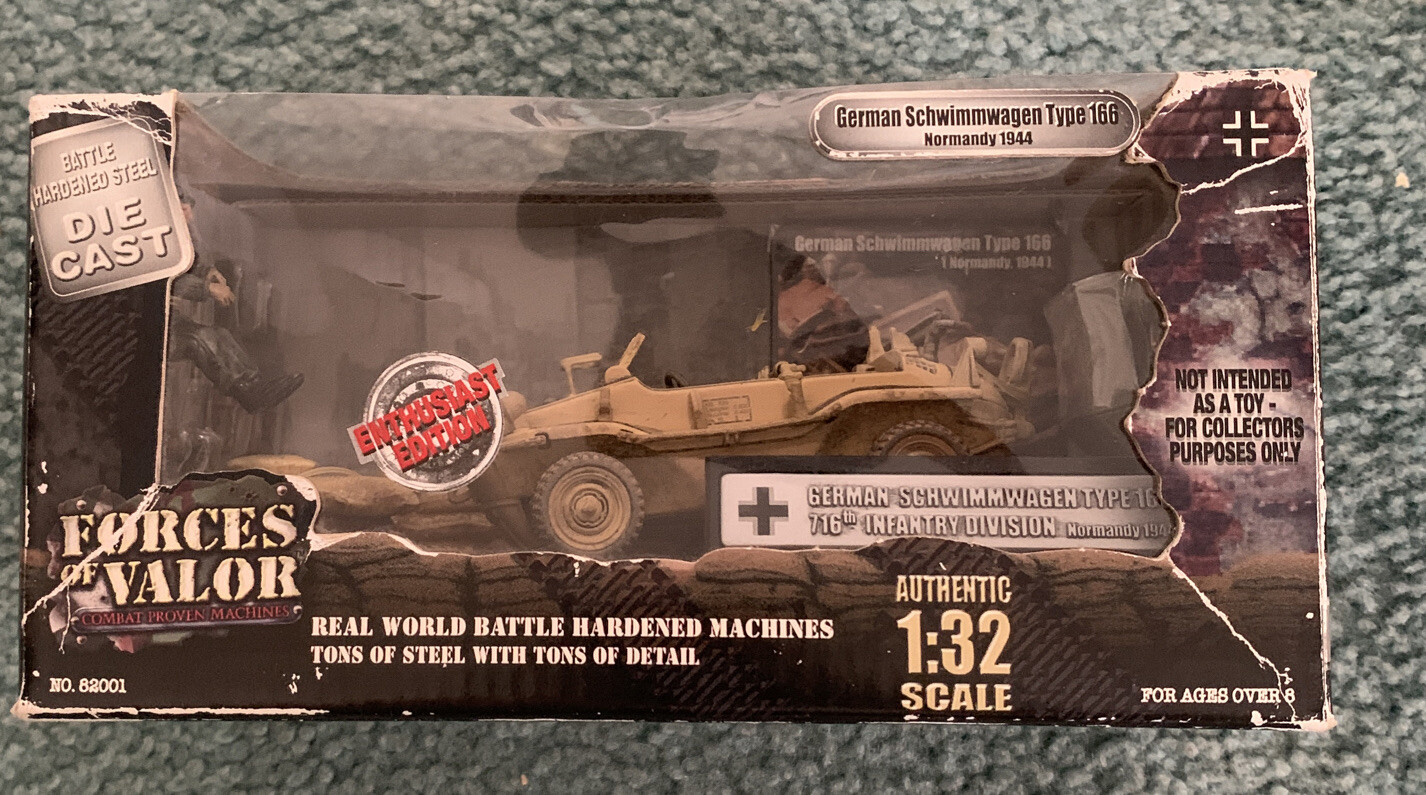 German Schwimmwagen Type 166
Normandy 1944
BATTLE
HARDENED STEEL
DIE
CAST
German Schwimmwagen Type 166
( Normandy, 1944 )
ENTHUSIAST
EDITION
NOT INTENDED
AS A TOY -
FOR COLLECTORS
PURPOSES ONLY
GERMAN SCHWIMMWAGEN TYPE 16
716th INFANTRY DIVISION Normandy 194
FORCES
OF VALOR
COMBAT PROVEN MACHINES
REAL WORLD BATTLE HARDENED MACHINES
TONS OF STEEL WITH TONS OF DETAIL
AUTHENTIC
1:32
SCALE
NO. 82001
FOR AGES OVER 8